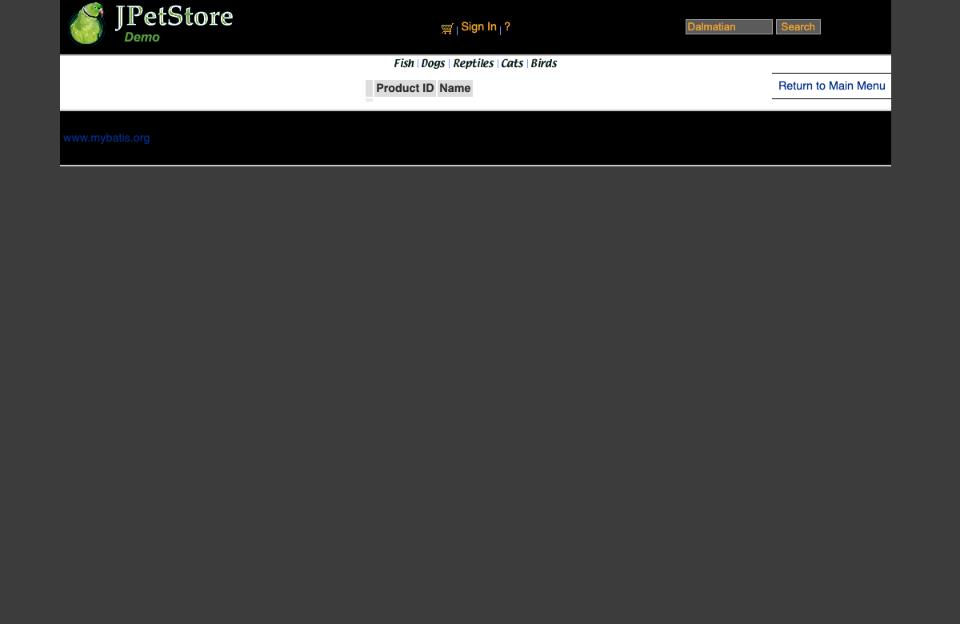 JPetStore
Demo
Sign In | ?
Dalmatian Search
Fish | Dogs | Reptiles | Cats | Birds
Product ID Name
Return to Main Menu
www.mybatis.org